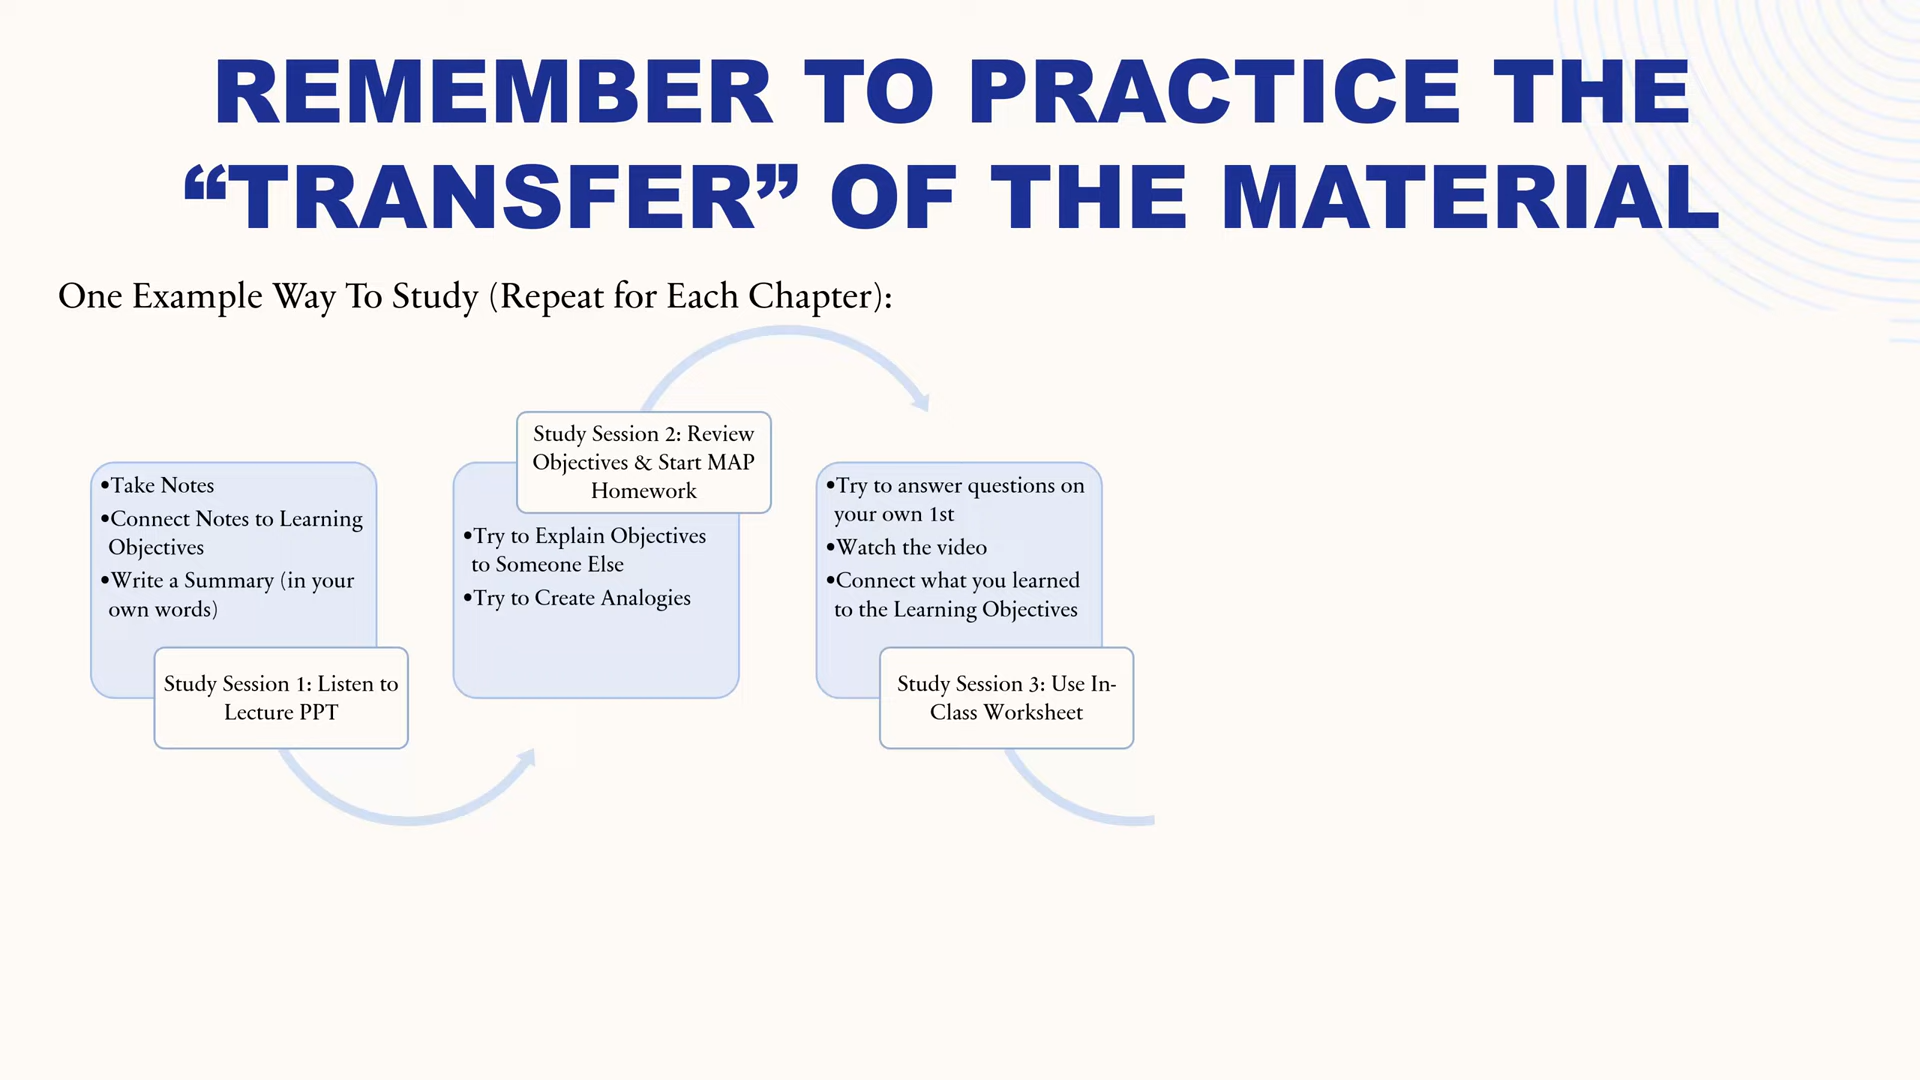 REMEMBER TO PRACTICE THE
“TRANSFER” OF THE MATERIAL
One Example Way To Study (Repeat for Each Chapter):
•Take Notes
•Connect Notes to Learning
Objectives
•Write a Summary (in your
own words)
Study Session 1: Listen to
Lecture PPT
Study Session 2: Review
Objectives & Start MAP
Homework
•Try to Explain Objectives
to Someone Else
•Try to Create Analogies
•Try to answer questions on
your own 1st
•Watch the video
•Connect what you learned
to the Learning Objectives
Study Session 3: Use In-
Class Worksheet